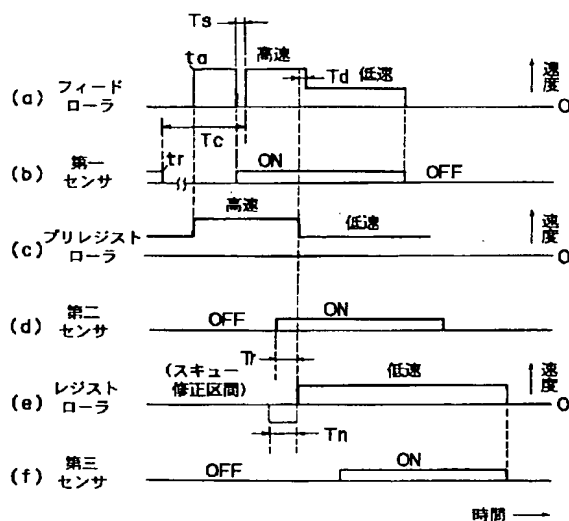 Ts
ta
高速
Td
低速
速度
(a) フィード
ローラ
O
Tc
tr
(b) 第一
センサ
ON
OFF
高速
低速
速度
(c) プリレジスト
ローラ
O
(d) 第二
センサ
OFF
ON
Tr
(スキュー
修正区間)
低速
速度
(e) レジスト
ローラ
O
Tn
(f) 第三
センサ
OFF
ON
時間